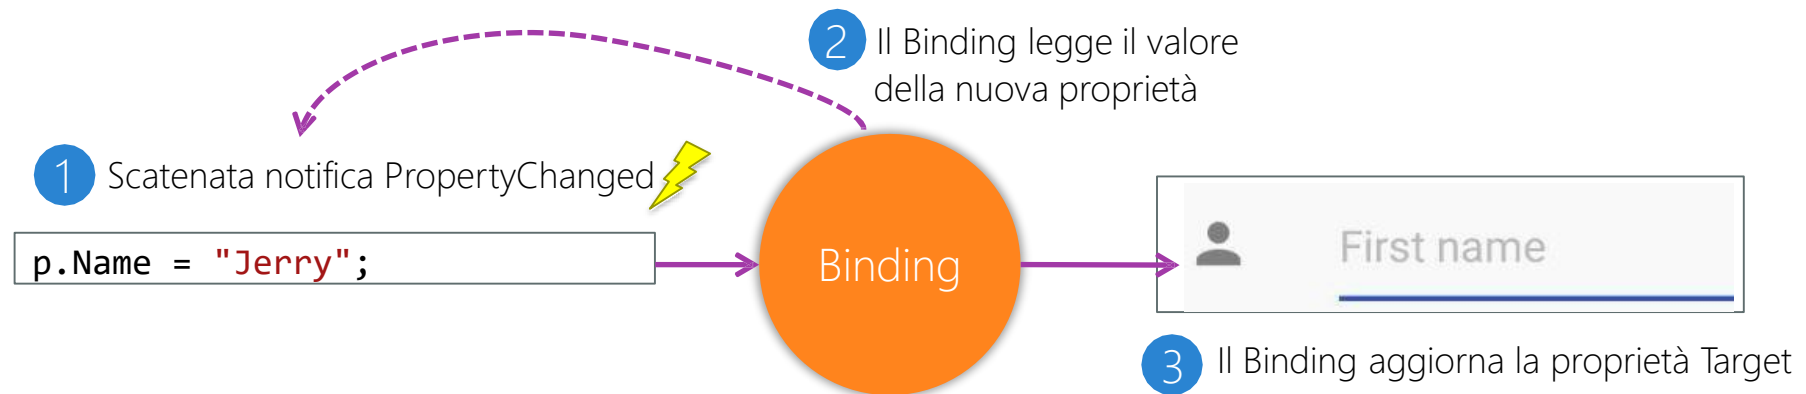 2 Il Binding legge il valore
della nuova proprietà
1 Scatenata notifica PropertyChanged
p.Name = "Jerry";
Binding
First name
3 Il Binding aggiorna la proprietà Target